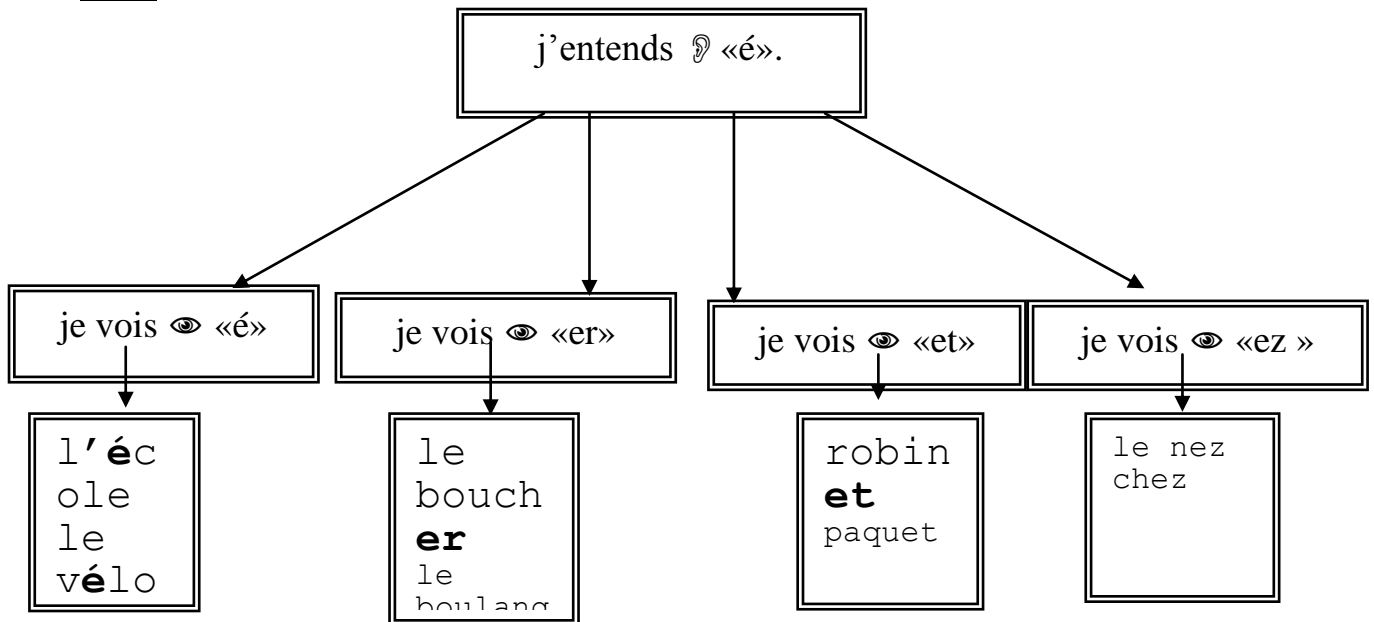 j'entends 👂 «é».
je vois 👁 «é»
je vois 👁 «er»
je vois 👁 «et»
je vois 👁 «ez »
l'éc
ole
le
vélo
le
bouch
er
le
boulang
robin
et
paquet
le nez
chez